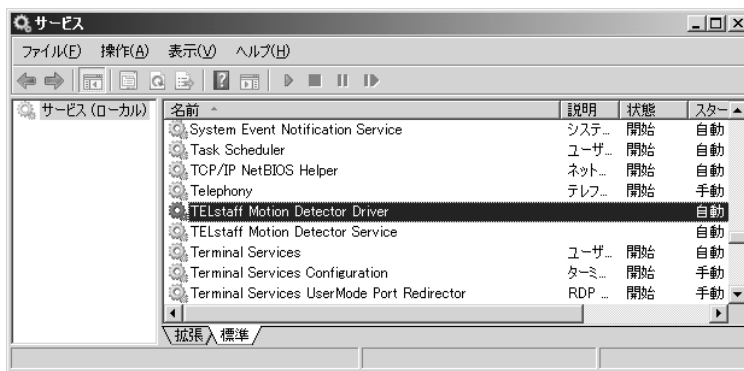 サービス
ファイル(F) 操作(A) 表示(V) ヘルプ(H)
サービス (ローカル)
名前 説明 状態 スター
System Event Notification Service システ... 開始 自動
Task Scheduler ユーザ... 開始 自動
TCP/IP NetBIOS Helper ネット... 開始 自動
Telephony テレフ... 開始 手動
TELstaff Motion Detector Driver 自動
TELstaff Motion Detector Service 自動
Terminal Services ユーザ... 開始 自動
Terminal Services Configuration ターミ... 開始 手動
Terminal Services UserMode Port Redirector RDP ... 開始 手動
拡張 標準